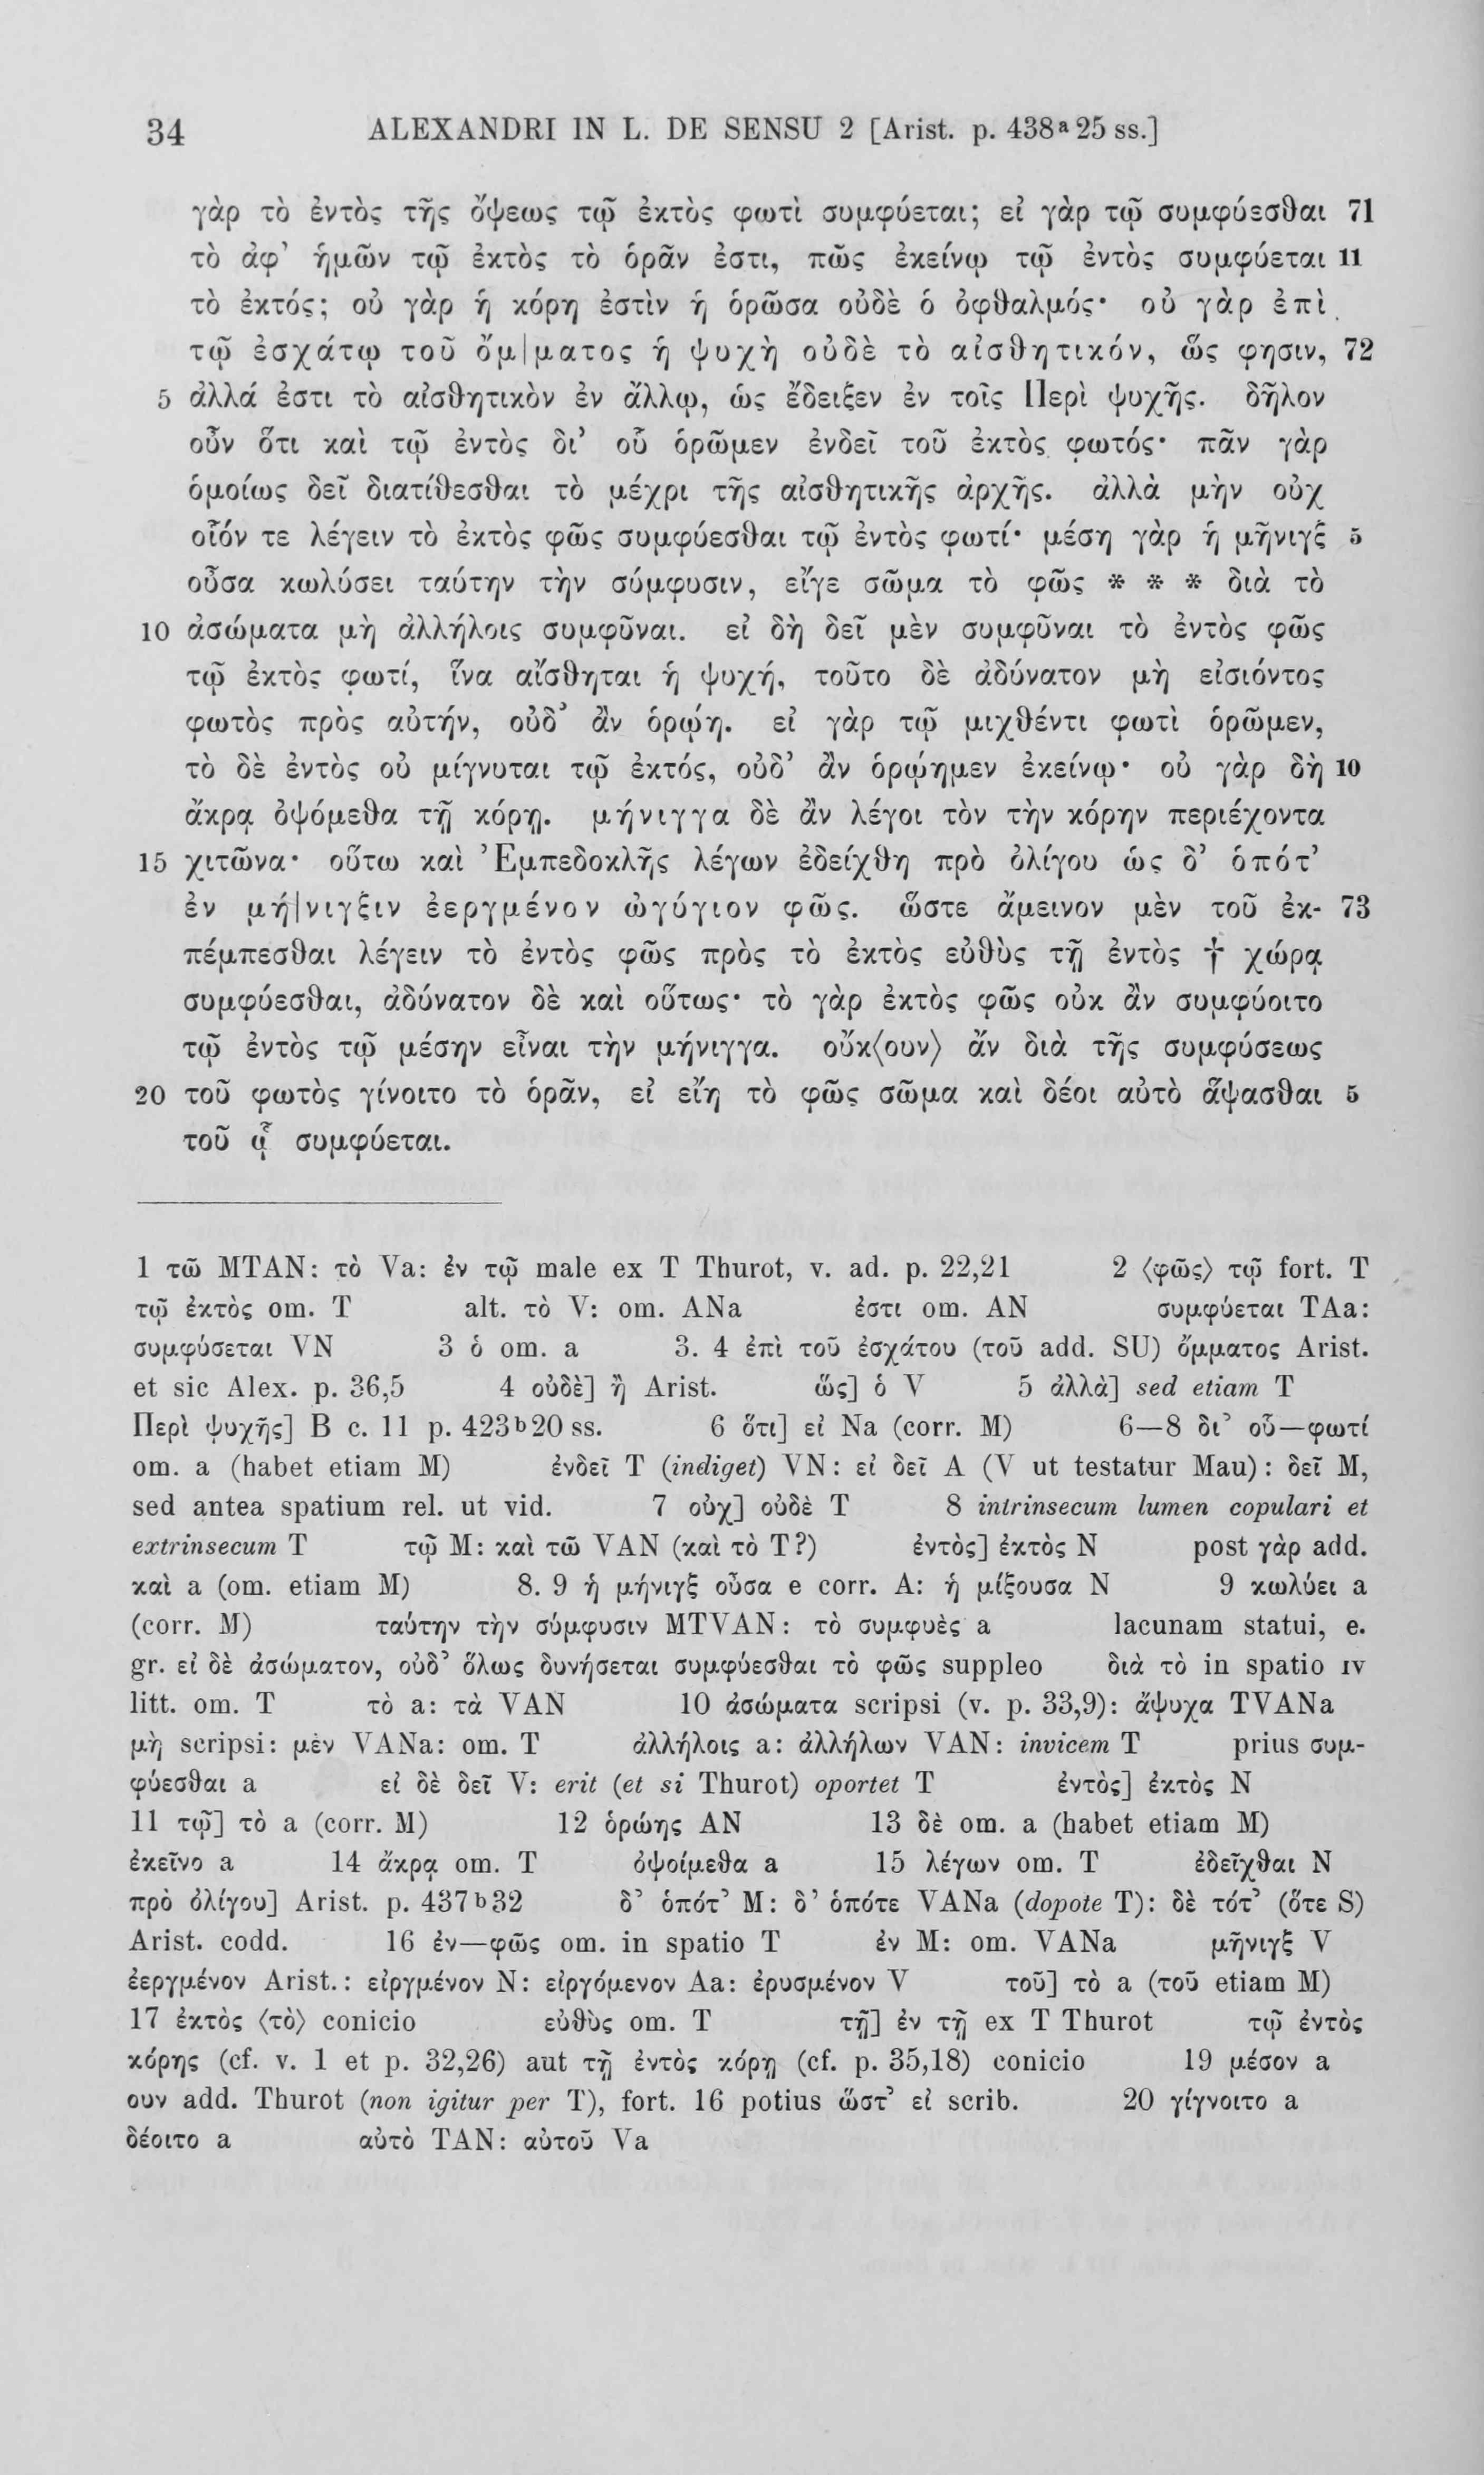 34 ALEXANDRI IN L. DE SENSU 2 [Arist. p. 438ᵃ25 ss.]
γὰρ τὸ ἐντὸς τῆς ὄψεως τῷ ἐκτὸς φωτὶ συμφύεται; εἰ γὰρ τῷ συμφύεσθαι 71
τὸ ἀφ' ἡμῶν τῷ ἐκτὸς τὸ ὁρᾶν ἐστι, πῶς ἐκείνῳ τῷ ἐντὸς συμφύεται 11
τὸ ἐκτός; οὐ γὰρ ἡ κόρη ἐστὶν ἡ ὁρῶσα οὐδὲ ὁ ὀφθαλμός· οὐ γὰρ ἐπὶ
τῷ ἐσχάτῳ τοῦ ὄμ|ματος ἡ ψυχὴ οὐδὲ τὸ αἰσθητικόν, ὥς φησιν, 72
5 ἀλλά ἐστι τὸ αἰσθητικὸν ἐν ἄλλῳ, ὡς ἔδειξεν ἐν τοῖς Περὶ ψυχῆς. δῆλον
οὖν ὅτι καὶ τῷ ἐντὸς δι' οὗ ὁρῶμεν ἐνδεῖ τοῦ ἐκτὸς φωτός· πᾶν γὰρ
ὁμοίως δεῖ διατίθεσθαι τὸ μέχρι τῆς αἰσθητικῆς ἀρχῆς. ἀλλὰ μὴν οὐχ
οἷόν τε λέγειν τὸ ἐκτὸς φῶς συμφύεσθαι τῷ ἐντὸς φωτί· μέση γὰρ ἡ μῆνιγξ 5
οὖσα κωλύσει ταύτην τὴν σύμφυσιν, εἴγε σῶμα τὸ φῶς * * * διὰ τὸ
10 ἀσώματα μὴ ἀλλήλοις συμφῦναι. εἰ δὴ δεῖ μὲν συμφῦναι τὸ ἐντὸς φῶς
τῷ ἐκτὸς φωτί, ἵνα αἴσθηται ἡ ψυχή, τοῦτο δὲ ἀδύνατον μὴ εἰσιόντος
φωτὸς πρὸς αὐτήν, οὐδ' ἂν ὁρῴη. εἰ γὰρ τῷ μιχθέντι φωτὶ ὁρῶμεν,
τὸ δὲ ἐντὸς οὐ μίγνυται τῷ ἐκτός, οὐδ' ἂν ὁρῴημεν ἐκείνῳ· οὐ γὰρ δὴ 10
ἄκρᾳ ὀψόμεθα τῇ κόρῃ. μήνιγγα δὲ ἂν λέγοι τὸν τὴν κόρην περιέχοντα
15 χιτῶνα· οὕτω καὶ Ἐμπεδοκλῆς λέγων ἐδείχθη πρὸ ὀλίγου ὡς δ' ὁπότ'
ἐν μή|νιγξιν ἐεργμένον ὠγύγιον φῶς. ὥστε ἄμεινον μὲν τοῦ ἐκ- 73
πέμπεσθαι λέγειν τὸ ἐντὸς φῶς πρὸς τὸ ἐκτὸς εὐθὺς τῇ ἐντὸς † χώρᾳ
συμφύεσθαι, ἀδύνατον δὲ καὶ οὕτως· τὸ γὰρ ἐκτὸς φῶς οὐκ ἂν συμφύοιτο
τῷ ἐντὸς τῷ μέσην εἶναι τὴν μήνιγγα. οὔκ⟨ουν⟩ ἄν διὰ τῆς συμφύσεως
20 τοῦ φωτὸς γίνοιτο τὸ ὁρᾶν, εἰ εἴη τὸ φῶς σῶμα καὶ δέοι αὐτὸ ἅψασθαι 5
τοῦ ᾧ συμφύεται.
1 τῶ MTAN: τὸ Va: ἐν τῷ male ex T Thurot, v. ad. p. 22,21 2 ⟨φῶς⟩ τῷ fort. T
τῷ ἐκτὸς om. T alt. τὸ V: om. ANa ἐστι om. AN συμφύεται TAa:
συμφύσεται VN 3 ὁ om. a 3. 4 ἐπὶ τοῦ ἐσχάτου (τοῦ add. SU) ὄμματος Arist.
et sic Alex. p. 36,5 4 οὐδὲ] ἢ Arist. ὥς] ὁ V 5 ἀλλὰ] sed etiam T
Περὶ ψυχῆς] B c. 11 p. 423ᵇ20 ss. 6 ὅτι] εἰ Na (corr. M) 6—8 δι' οὗ—φωτί
om. a (habet etiam M) ἐνδεῖ T (indiget) VN: εἰ δεῖ A (V ut testatur Mau): δεῖ M,
sed antea spatium rel. ut vid. 7 οὐχ] οὐδὲ T 8 intrinsecum lumen copulari et
extrinsecum T τῷ M: καὶ τῶ VAN (καὶ τὸ T?) ἐντὸς] ἐκτὸς N post γὰρ add.
καὶ a (om. etiam M) 8. 9 ἡ μήνιγξ οὖσα e corr. A: ἡ μίξουσα N 9 κωλύει a
(corr. M) ταύτην τὴν σύμφυσιν MTVAN: τὸ συμφυὲς a lacunam statui, e.
gr. εἰ δὲ ἀσώματον, οὐδ' ὅλως δυνήσεται συμφύεσθαι τὸ φῶς suppleo διὰ τὸ in spatio IV
litt. om. T τὸ a: τὰ VAN 10 ἀσώματα scripsi (v. p. 33,9): ἄψυχα TVANa
μὴ scripsi: μὲν VANa: om. T ἀλλήλοις a: ἀλλήλων VAN: invicem T prius συμ-
φύεσθαι a εἰ δὲ δεῖ V: erit (et si Thurot) oportet T ἐντὸς] ἐκτὸς N
11 τῷ] τὸ a (corr. M) 12 ὁρώης AN 13 δὲ om. a (habet etiam M)
ἐκεῖνο a 14 ἄκρᾳ om. T ὀψοίμεθα a 15 λέγων om. T ἐδεῖχθαι N
πρὸ ὀλίγου] Arist. p. 437ᵇ32 δ' ὁπότ' M: δ' ὁπότε VANa (dopote T): δὲ τότ' (ὅτε S)
Arist. codd. 16 ἐν—φῶς om. in spatio T ἐν M: om. VANa μῆνιγξ V
ἐεργμένον Arist.: εἰργμένον N: εἰργόμενον Aa: ἐρυσμένον V τοῦ] τὸ a (τοῦ etiam M)
17 ἐκτὸς ⟨τὸ⟩ conicio εὐθὺς om. T τῇ] ἐν τῇ ex T Thurot τῷ ἐντὸς
κόρης (cf. v. 1 et p. 32,26) aut τῇ ἐντὸς κόρῃ (cf. p. 35,18) conicio 19 μέσον a
ουν add. Thurot (non igitur per T), fort. 16 potius ὥστ' εἰ scrib. 20 γίγνοιτο a
δέοιτο a αὐτὸ TAN: αὐτοῦ Va